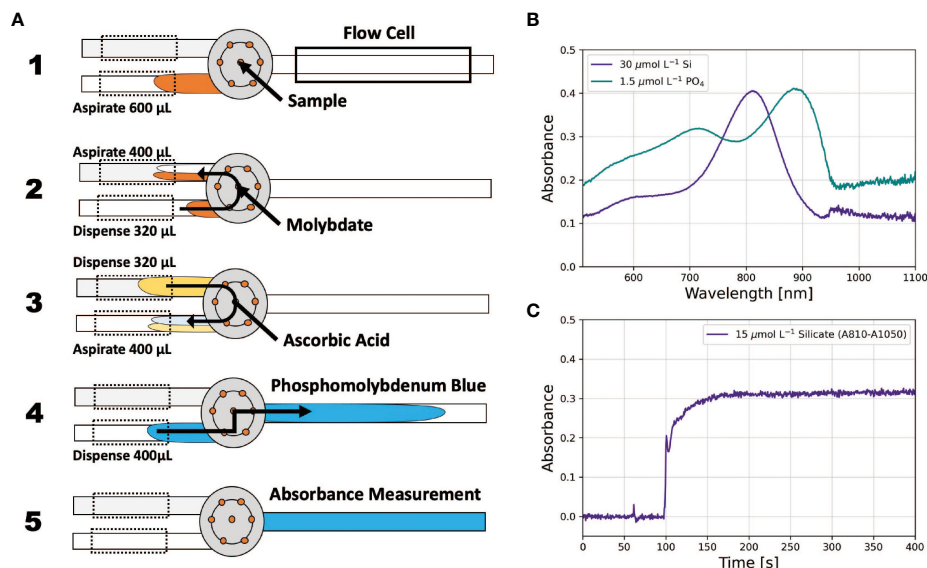 A
1
Flow Cell
Sample
Aspirate 600 µL
Aspirate 400 µL
2
Molybdate
Dispense 320 µL
Dispense 320 µL
3
Ascorbic Acid
Aspirate 400 µL
4
Phosphomolybdenum Blue
Dispense 400µL
5
Absorbance Measurement
B
0.5
0.4
0.3
0.2
0.1
0.0
Absorbance
30 µmol L⁻¹ Si
1.5 µmol L⁻¹ PO₄
600 700 800 900 1000 1100
Wavelength [nm]
C
0.5
0.4
0.3
0.2
0.1
0.0
Absorbance
15 µmol L⁻¹ Silicate (A810-A1050)
0 50 100 150 200 250 300 350 400
Time [s]